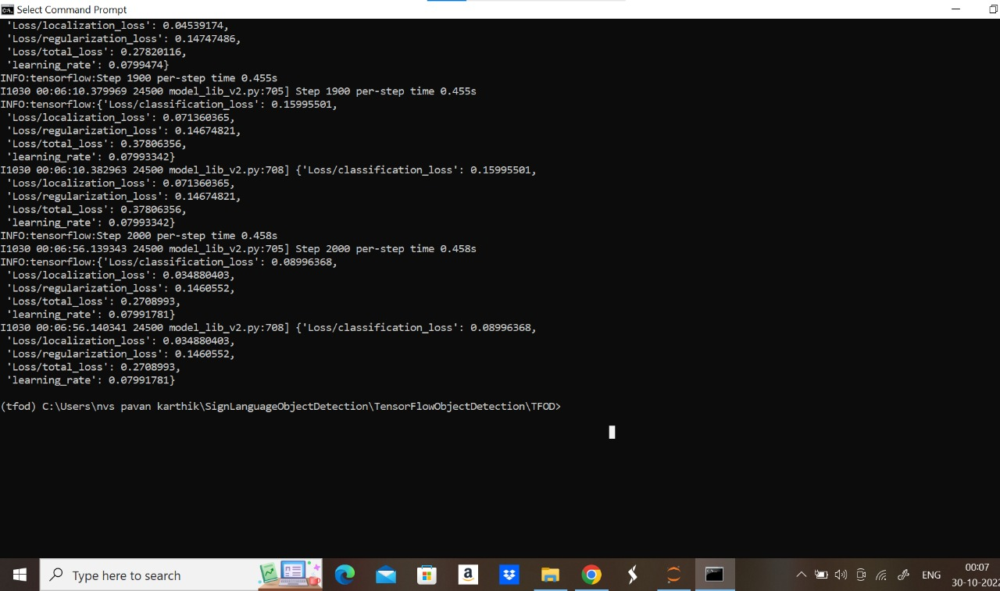 Select Command Prompt
'Loss/localization_loss': 0.04539174,
'Loss/regularization_loss': 0.14747486,
'Loss/total_loss': 0.27820116,
'learning_rate': 0.0799474}
INFO:tensorflow:Step 1900 per-step time 0.455s
I1030 00:06:10.379969 24500 model_lib_v2.py:705] Step 1900 per-step time 0.455s
INFO:tensorflow:{'Loss/classification_loss': 0.15995501,
'Loss/localization_loss': 0.071360365,
'Loss/regularization_loss': 0.14674821,
'Loss/total_loss': 0.37806356,
'learning_rate': 0.07993342}
I1030 00:06:10.382963 24500 model_lib_v2.py:708] {'Loss/classification_loss': 0.15995501,
'Loss/localization_loss': 0.071360365,
'Loss/regularization_loss': 0.14674821,
'Loss/total_loss': 0.37806356,
'learning_rate': 0.07993342}
INFO:tensorflow:Step 2000 per-step time 0.458s
I1030 00:06:56.139343 24500 model_lib_v2.py:705] Step 2000 per-step time 0.458s
INFO:tensorflow:{'Loss/classification_loss': 0.08996368,
'Loss/localization_loss': 0.034880403,
'Loss/regularization_loss': 0.1460552,
'Loss/total_loss': 0.2708993,
'learning_rate': 0.07991781}
I1030 00:06:56.140341 24500 model_lib_v2.py:708] {'Loss/classification_loss': 0.08996368,
'Loss/localization_loss': 0.034880403,
'Loss/regularization_loss': 0.1460552,
'Loss/total_loss': 0.2708993,
'learning_rate': 0.07991781}
(tfod) C:\Users\nvs pavan karthik\SignLanguageObjectDetection\TensorFlowObjectDetection\TFOD>
Type here to search
a
ENG
00:07
30-10-2022